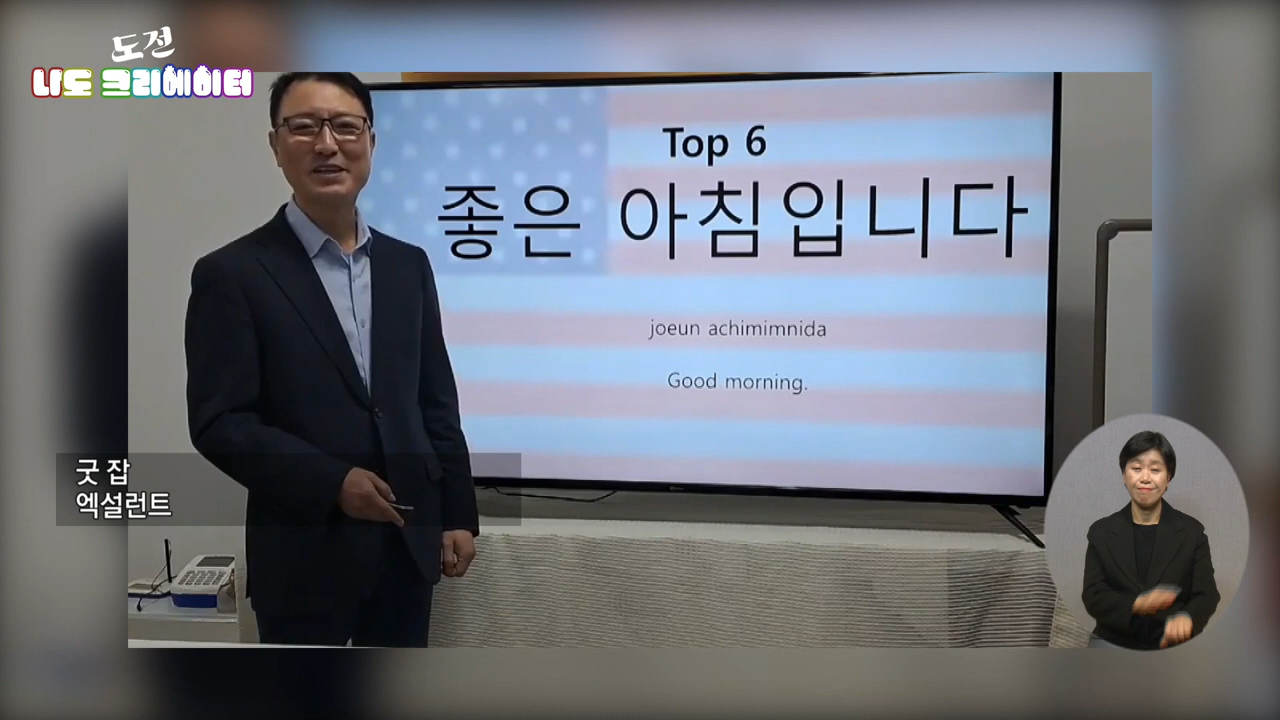 도전
나도 크리에이터
Top 6
좋은 아침입니다
joeun achimimnida
Good morning.
굿 잡
엑설런트